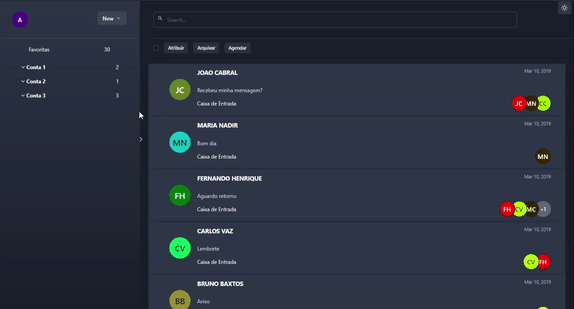 A
New
Search...
Favoritas 30
Conta 1 2
Conta 2 1
Conta 3 3
Atribuir Arquivar Agendar
JOAO CABRAL Mar 10, 2019
JC Recebeu minha mensagem?
Caixa de Entrada JC MN CC
MARIA NADIR Mar 10, 2019
MN Bom dia
Caixa de Entrada MN
FERNANDO HENRIQUE Mar 10, 2019
FH Aguardo retorno
Caixa de Entrada FH CV MC +1
CARLOS VAZ Mar 10, 2019
CV Lembrete
Caixa de Entrada CV FH
BRUNO BAXTOS Mar 10, 2019
BB Aviso